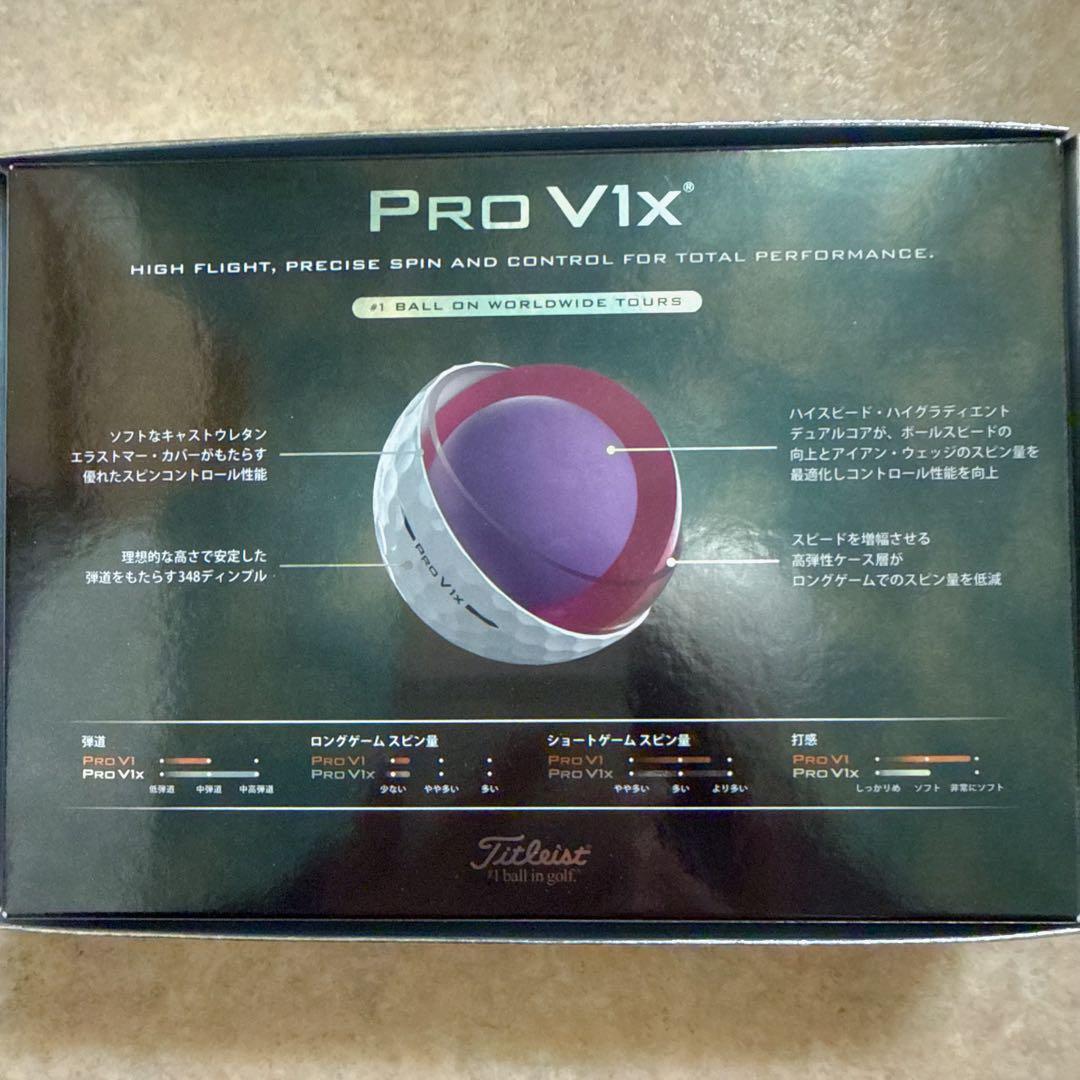 PRO V1x®
HIGH FLIGHT, PRECISE SPIN AND CONTROL FOR TOTAL PERFORMANCE.
#1 BALL ON WORLDWIDE TOURS
ソフトなキャストウレタン
エラストマー・カバーがもたらす
優れたスピンコントロール性能
理想的な高さで安定した
弾道をもたらす348ディンプル
PRO V1x
ハイスピード・ハイグラディエント
デュアルコアが、ボールスピードの
向上とアイアン・ウェッジのスピン量を
最適化しコントロール性能を向上
スピードを増幅させる
高弾性ケース層が
ロングゲームでのスピン量を低減
弾道
PRO V1
PRO V1x
低弾道 中弾道 中高弾道
ロングゲーム スピン量
PRO V1
PRO V1x
少ない やや多い 多い
ショートゲーム スピン量
PRO V1
PRO V1x
やや多い 多い より多い
打感
PRO V1
PRO V1x
しっかりめ ソフト 非常にソフト
Titleist
#1 ball in golf.